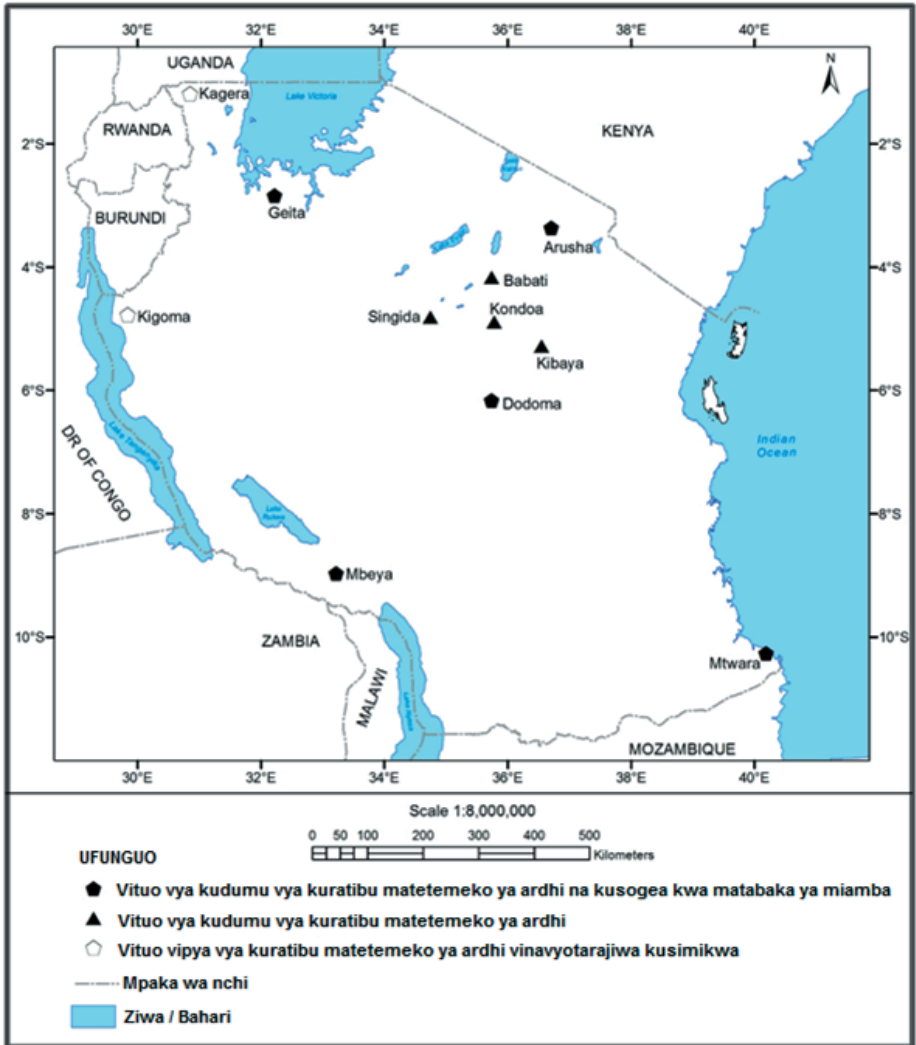 30°E 32°E 34°E 36°E 38°E 40°E
UGANDA
N
Kagera
Lake Victoria
RWANDA
KENYA
2°S 2°S
Geita
BURUNDI
Arusha
4°S 4°S
Babati
Kondoa
Kigoma
Singida
Kibaya
6°S 6°S
Dodoma
Indian
Ocean
DR OF CONGO
Lake Tanganyika
8°S 8°S
Lake
Rukwa
Mbeya
10°S 10°S
ZAMBIA
Mtwara
MALAWI
MOZAMBIQUE
30°E 32°E 34°E 36°E 38°E 40°E
Scale 1:8,000,000
0 50 100 200 300 400 500
Kilometers
UFUNGUO
Vituo vya kudumu vya kuratibu matetemeko ya ardhi na kusogea kwa matabaka ya miamba
Vituo vya kudumu vya kuratibu matetemeko ya ardhi
Vituo vipya vya kuratibu matetemeko ya ardhi vinavyotarajiwa kusimikwa
Mpaka wa nchi
Ziwa / Bahari